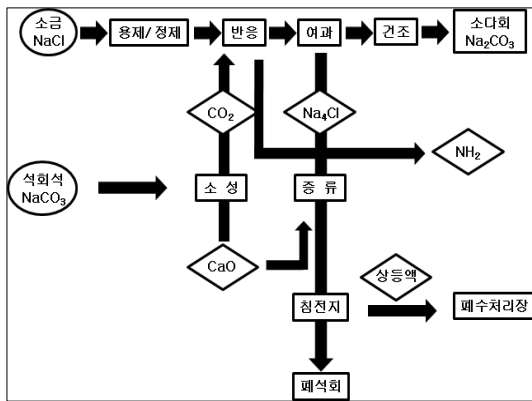 소금
NaCl
용제/정제
반응
여과
건조
소다회
Na₂CO₃
CO₂
Na₄Cl
NH₂
석회석
NaCO₃
소 성
증 류
CaO
상등액
침전지
폐수처리장
폐석회